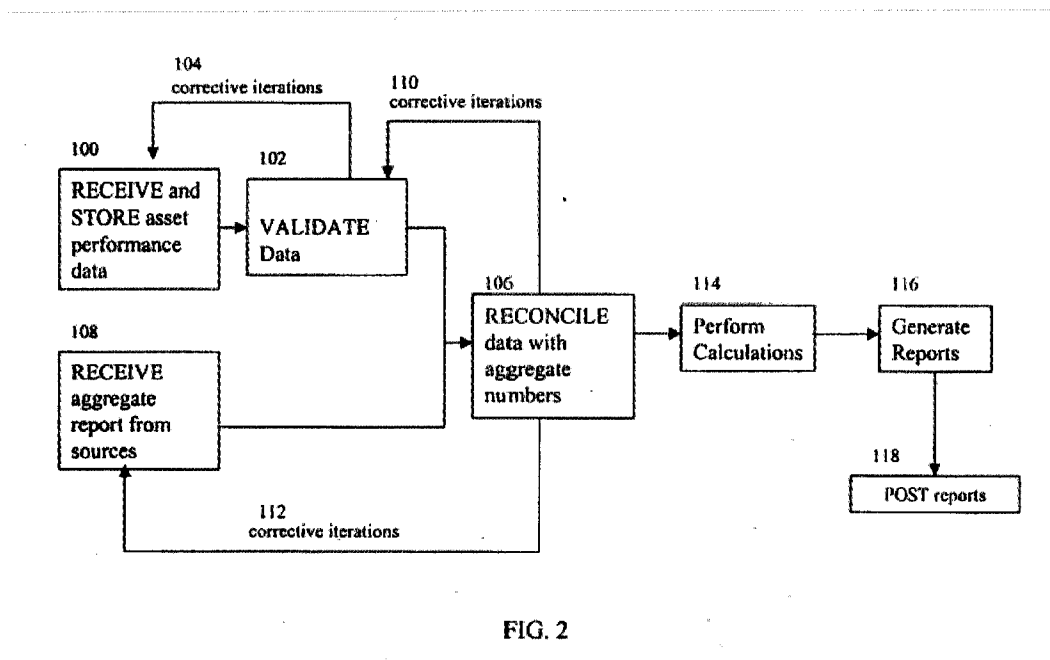 104
corrective iterations
110
corrective iterations
100
RECEIVE and
STORE asset
performance
data
102
VALIDATE
Data
106
RECONCILE
data with
aggregate
numbers
114
Perform
Calculations
116
Generate
Reports
108
RECEIVE
aggregate
report from
sources
118
POST reports
112
corrective iterations
FIG. 2